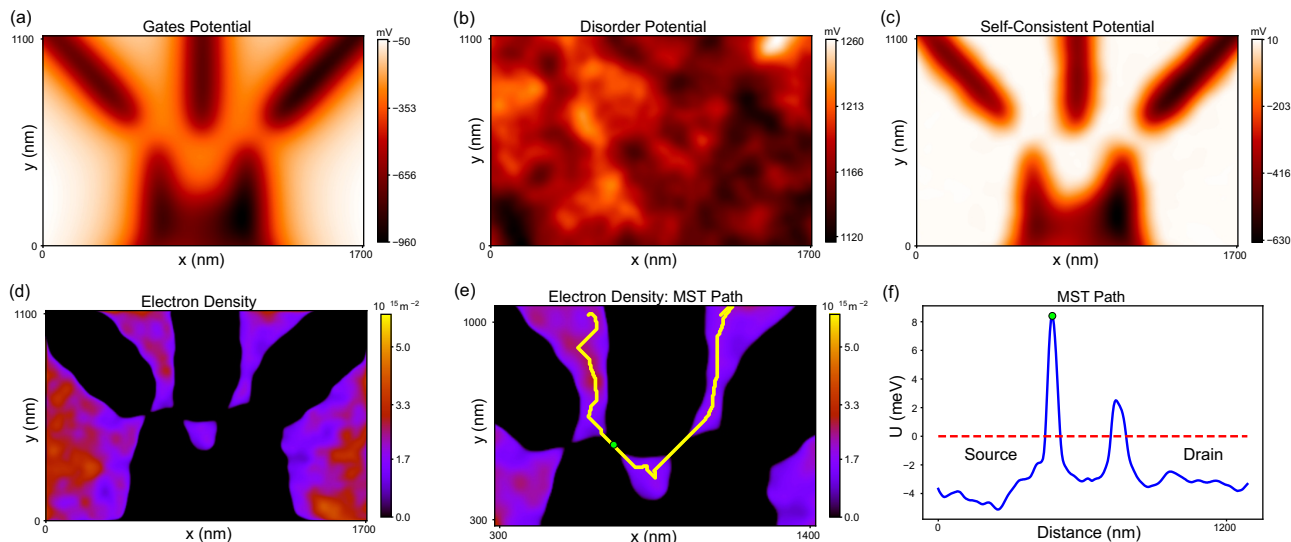 (a)
Gates Potential
mV
1100
−50
−353
−656
−960
y (nm)
0
0
1700
x (nm)
(b)
Disorder Potential
mV
1100
1260
1213
1166
1120
y (nm)
0
0
1700
x (nm)
(c)
Self-Consistent Potential
mV
1100
10
−203
−416
−630
y (nm)
0
0
1700
x (nm)
(d)
Electron Density
10 15 m−2
1100
5.0
3.3
1.7
0.0
y (nm)
0
0
1700
x (nm)
(e)
Electron Density: MST Path
10 15 m−2
1000
5.0
3.3
1.7
0.0
y (nm)
300
300
1400
x (nm)
(f)
MST Path
8
6
4
2
0
−2
−4
U (meV)
Source
Drain
0
1200
Distance (nm)